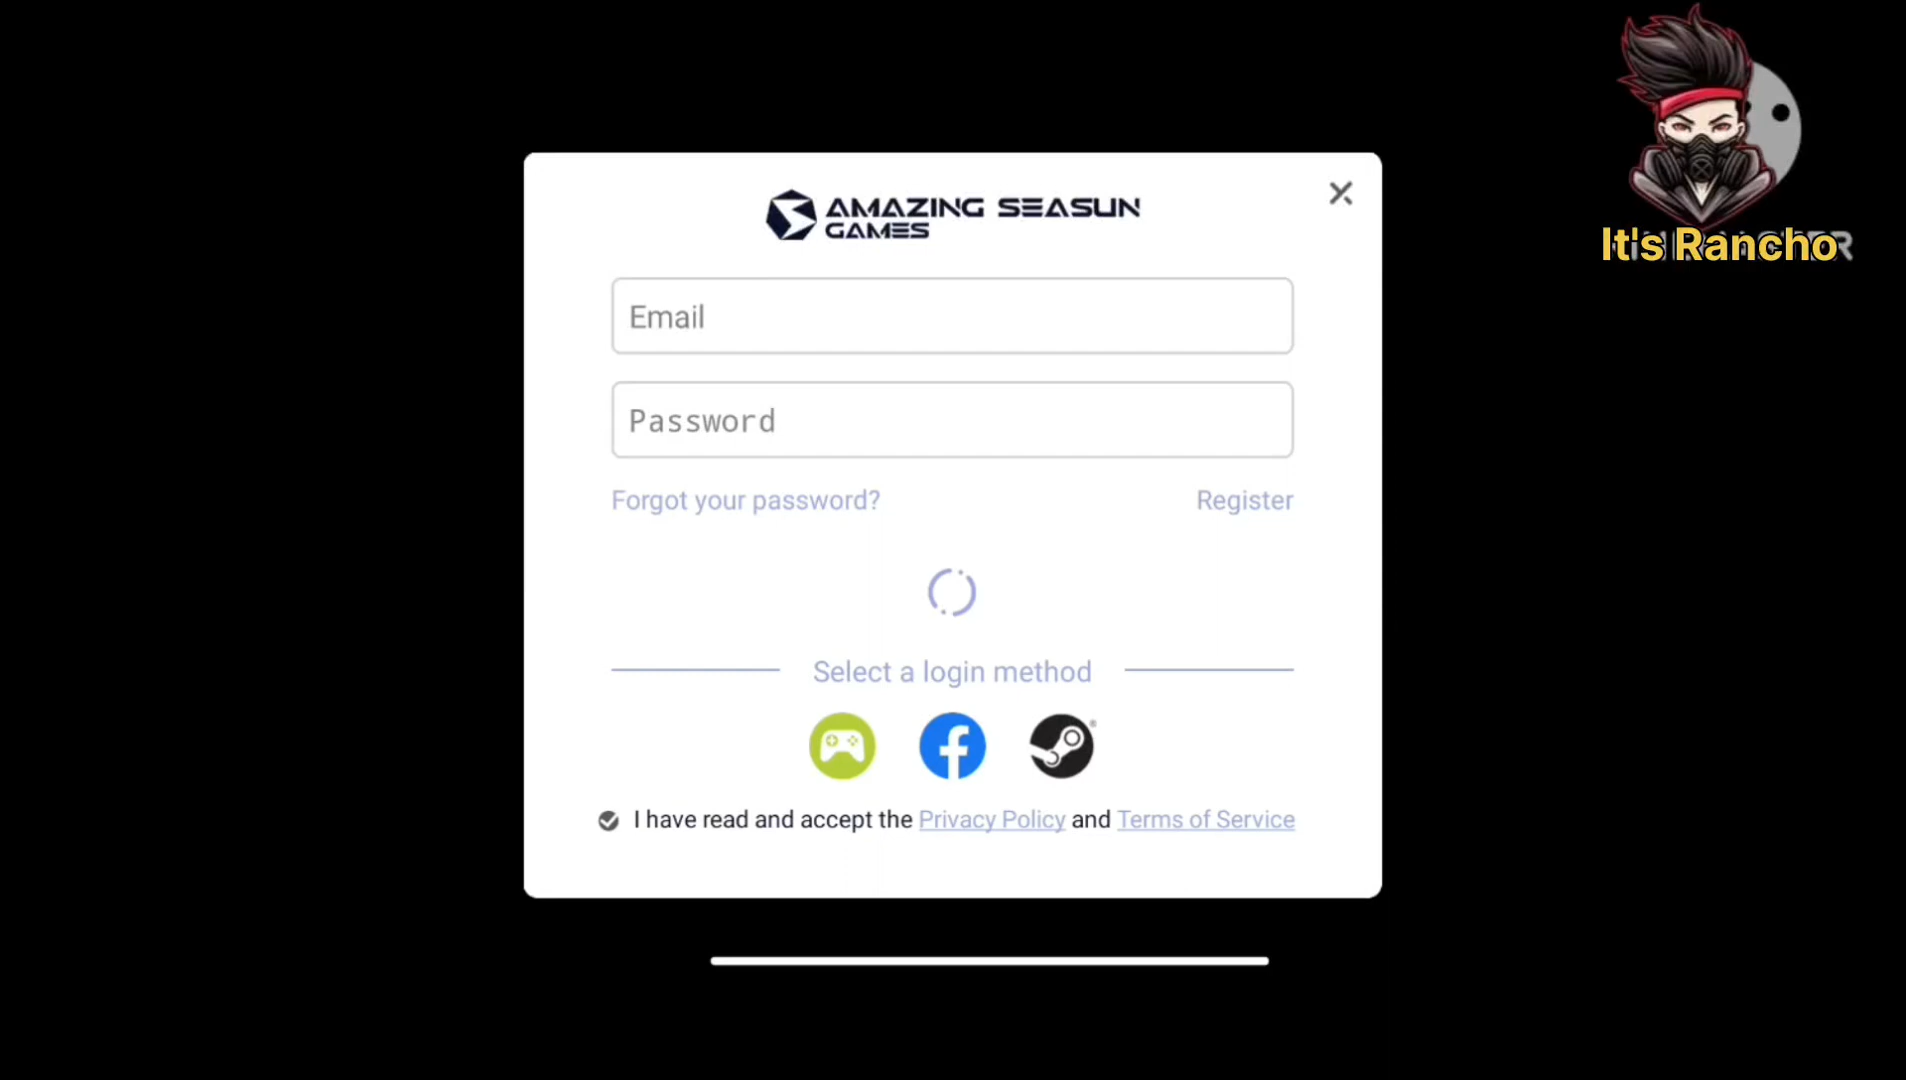 AMAZING SEASUN
GAMES
It's Rancho
Email
Password
Forgot your password?
Register
Select a login method
I have read and accept the Privacy Policy and Terms of Service